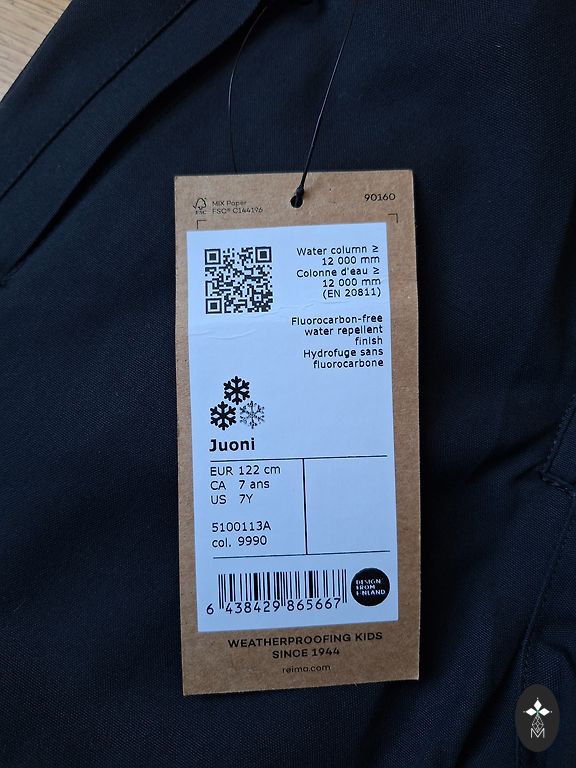 MIX Paper
FSC® C144196
FSC
90160
Water column ≥
12 000 mm
Colonne d'eau ≥
12 000 mm
(EN 20811)
Fluorocarbon-free
water repellent
finish
Hydrofuge sans
fluorocarbone
Juoni
EUR 122 cm
CA 7 ans
US 7Y
5100113A
col. 9990
6 438429 865667
DESIGN
FROM
FINLAND
WEATHERPROOFING KIDS
SINCE 1944
reima.com
M